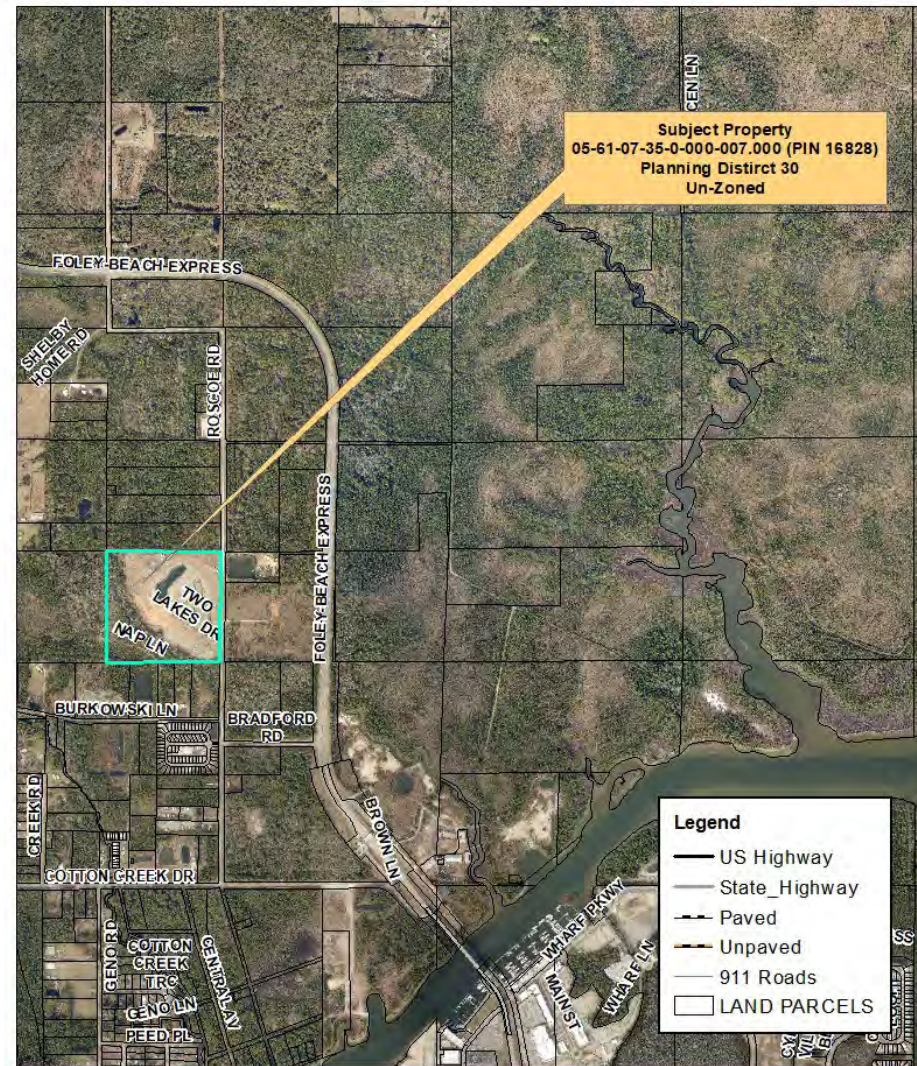 CEN LN
Subject Property
05-61-07-35-0-000-007.000 (PIN 16828)
Planning Distirct 30
Un-Zoned
FOLEY-BEACH EXPRESS
SHELBY
HOME RD
ROSCOE RD
FOLEY-BEACH EXPRESS
TWO
LAKES DR
NAP LN
BURKOWSKI LN
BRADFORD
RD
CREEK RD
BROWN LN
COTTON CREEK DR
GENO RD
COTTON
CREEK
TRC
CENTRAL AV
GENO LN
PEED PL
WHARF PKWY
MAIN ST
WHARF LN
Legend
US Highway
State_Highway
Paved
Unpaved
911 Roads
LAND PARCELS
SS